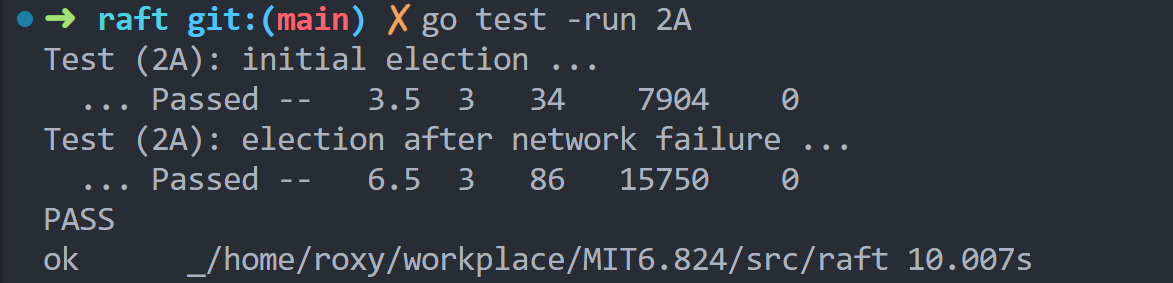 ➜ raft git:(main) ✗ go test -run 2A
Test (2A): initial election ...
  ... Passed --   3.5  3   34    7904    0
Test (2A): election after network failure ...
  ... Passed --   6.5  3   86   15750    0
PASS
ok      _/home/roxy/workplace/MIT6.824/src/raft 10.007s